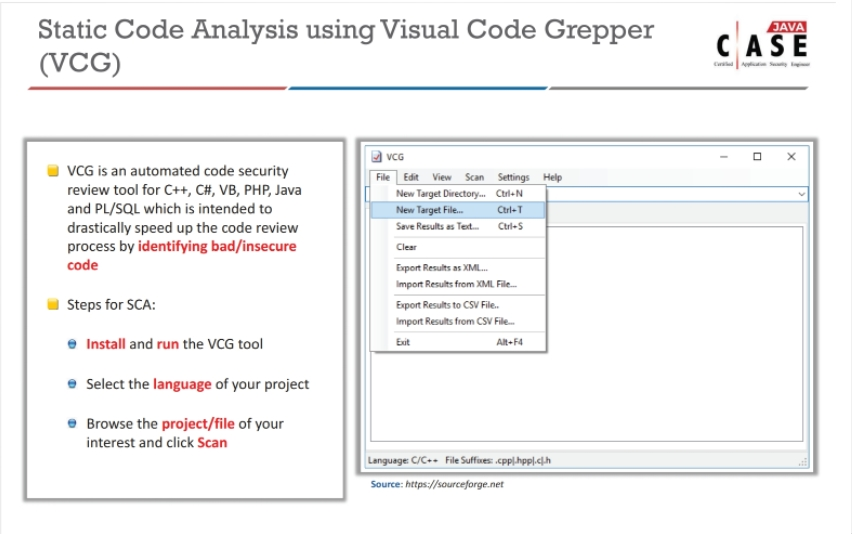 Static Code Analysis using Visual Code Grepper
(VCG)
JAVA
CASE
Certified Application Security Engineer
VCG is an automated code security
review tool for C++, C#, VB, PHP, Java
and PL/SQL which is intended to
drastically speed up the code review
process by identifying bad/insecure
code
Steps for SCA:
Install and run the VCG tool
Select the language of your project
Browse the project/file of your
interest and click Scan
VCG
File Edit View Scan Settings Help
New Target Directory... Ctrl+N
New Target File... Ctrl+T
Save Results as Text... Ctrl+S
Clear
Export Results as XML...
Import Results from XML File...
Export Results to CSV File..
Import Results from CSV File...
Exit Alt+F4
Language: C/C++ File Suffixes: .cpp|.hpp|.c|.h
Source: https://sourceforge.net